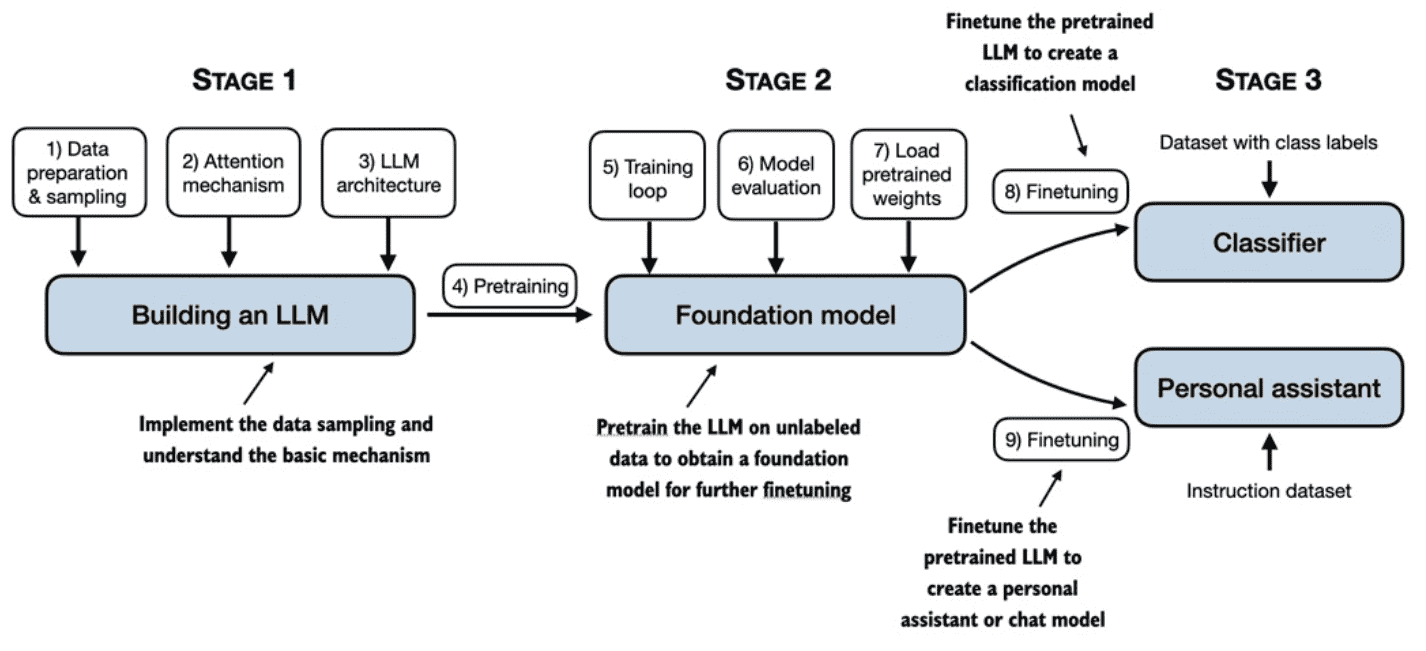 STAGE 1
1) Data
preparation
& sampling
2) Attention
mechanism
3) LLM
architecture
Building an LLM
Implement the data sampling and
understand the basic mechanism
4) Pretraining
STAGE 2
5) Training
loop
6) Model
evaluation
7) Load
pretrained
weights
Foundation model
Pretrain the LLM on unlabeled
data to obtain a foundation
model for further finetuning
Finetune the pretrained
LLM to create a
classification model
8) Finetuning
STAGE 3
Dataset with class labels
Classifier
Personal assistant
Instruction dataset
9) Finetuning
Finetune the
pretrained LLM to
create a personal
assistant or chat model